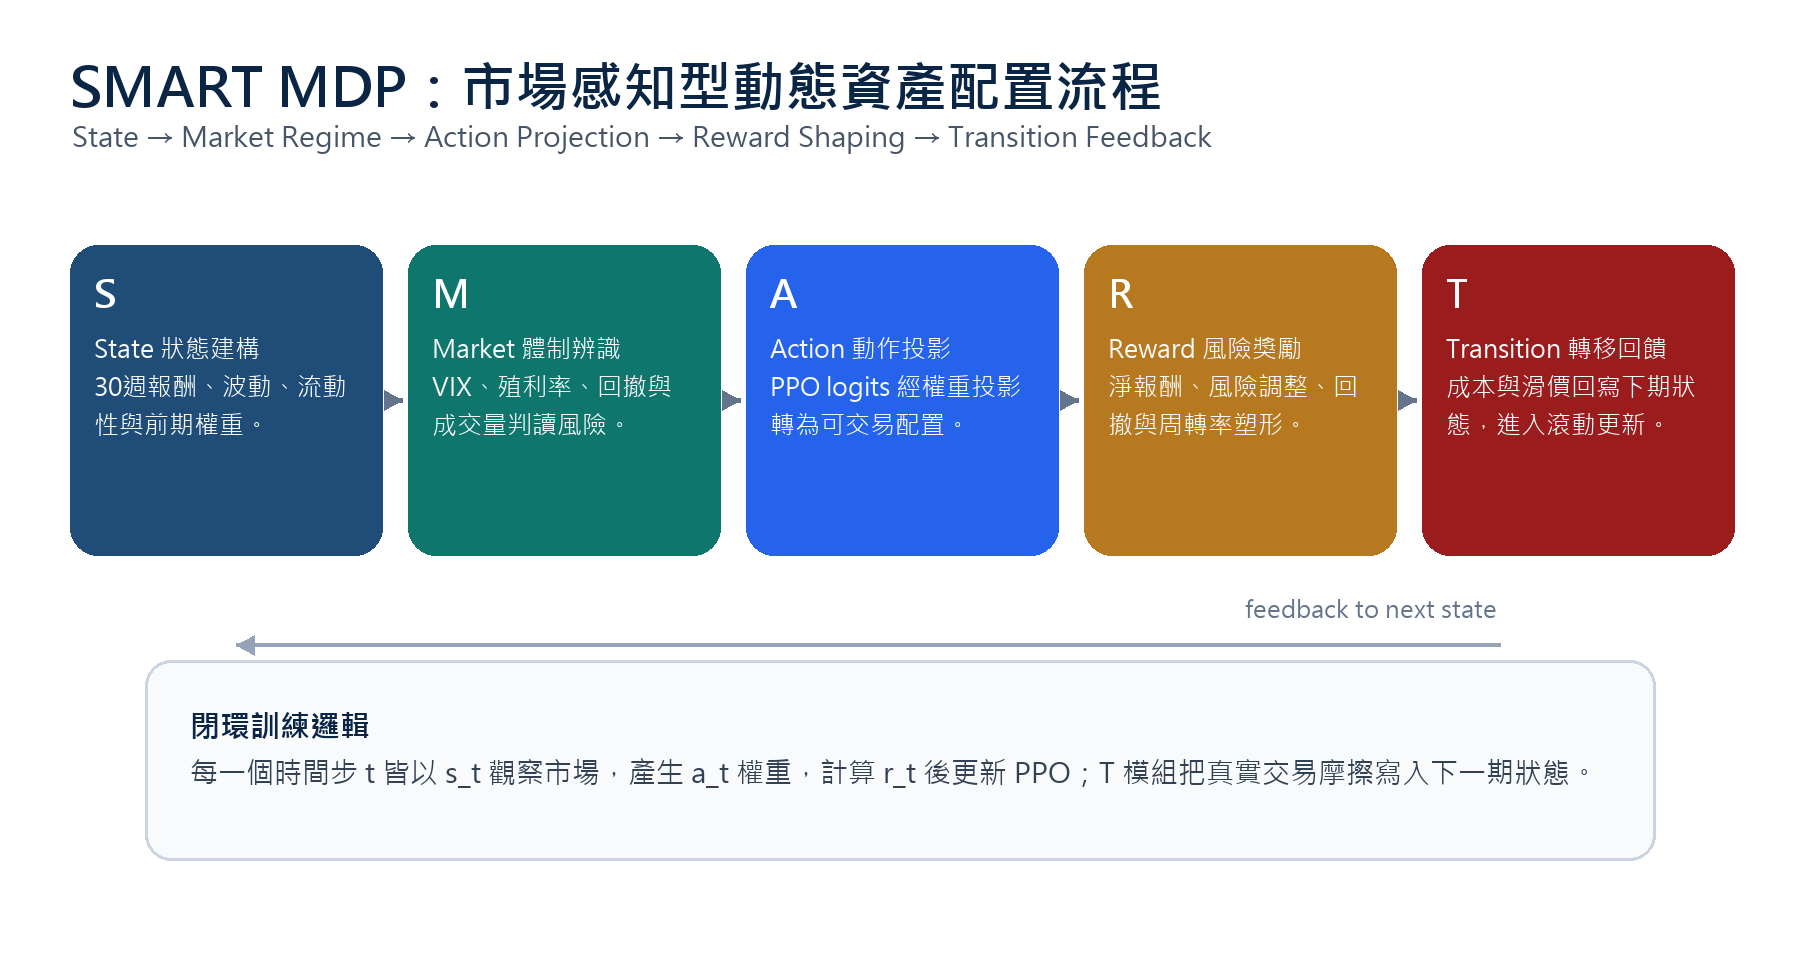 SMART MDP：市場感知型動態資產配置流程
State → Market Regime → Action Projection → Reward Shaping → Transition Feedback
S
State 狀態建構
30週報酬、波動、流動
性與前期權重。
M
Market 體制辨識
VIX、殖利率、回撤與
成交量判讀風險。
A
Action 動作投影
PPO logits 經權重投影
轉為可交易配置。
R
Reward 風險獎勵
淨報酬、風險調整、回
撤與周轉率塑形。
T
Transition 轉移回饋
成本與滑價回寫下期狀
態，進入滾動更新。
feedback to next state
閉環訓練邏輯
每一個時間步 t 皆以 s_t 觀察市場，產生 a_t 權重，計算 r_t 後更新 PPO；T 模組把真實交易摩擦寫入下一期狀態。